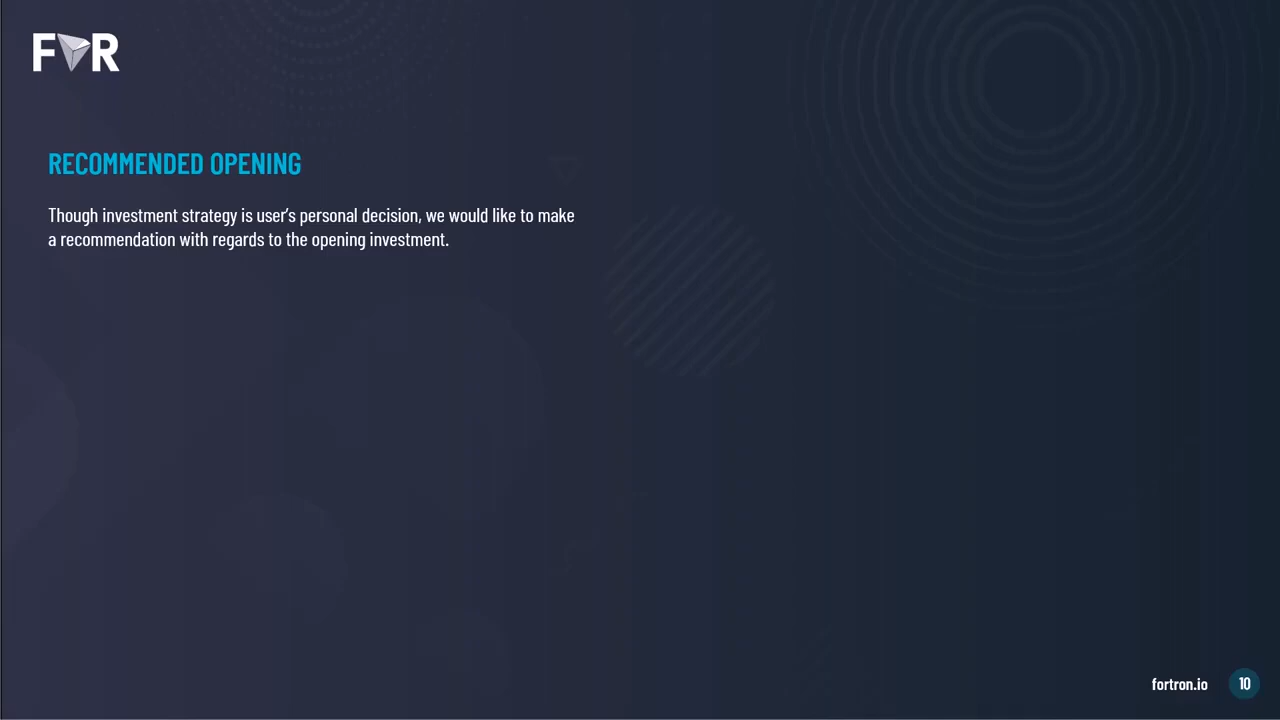 F R
RECOMMENDED OPENING
Though investment strategy is user's personal decision, we would like to make
a recommendation with regards to the opening investment.
fortron.io
10